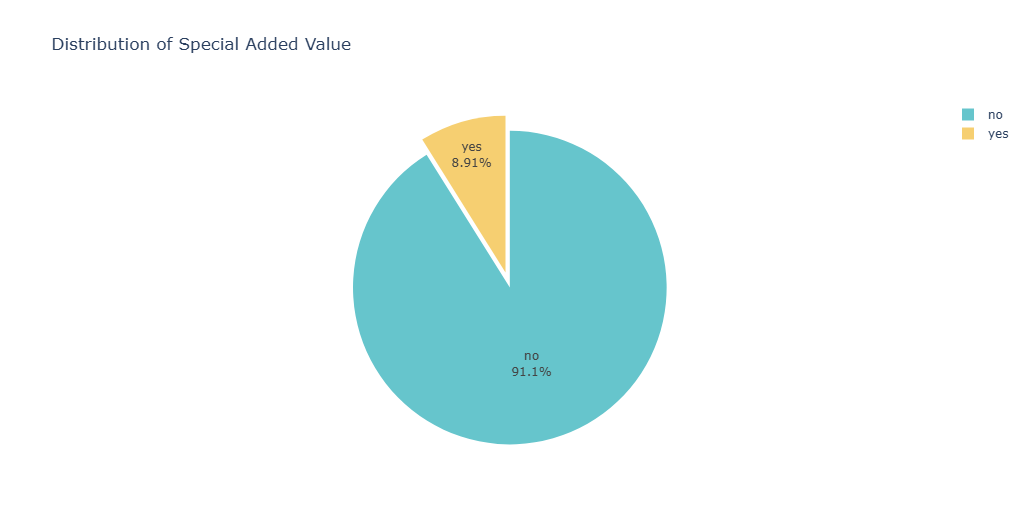 Distribution of Special Added Value
no
yes
yes
8.91%
no
91.1%